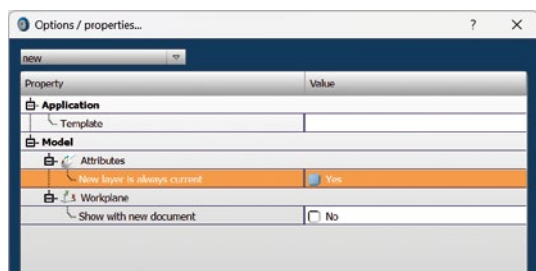 Options / properties...
new
Property Value
Application
Template
Model
Attributes
New layer is always current Yes
Workplane
Show with new document No